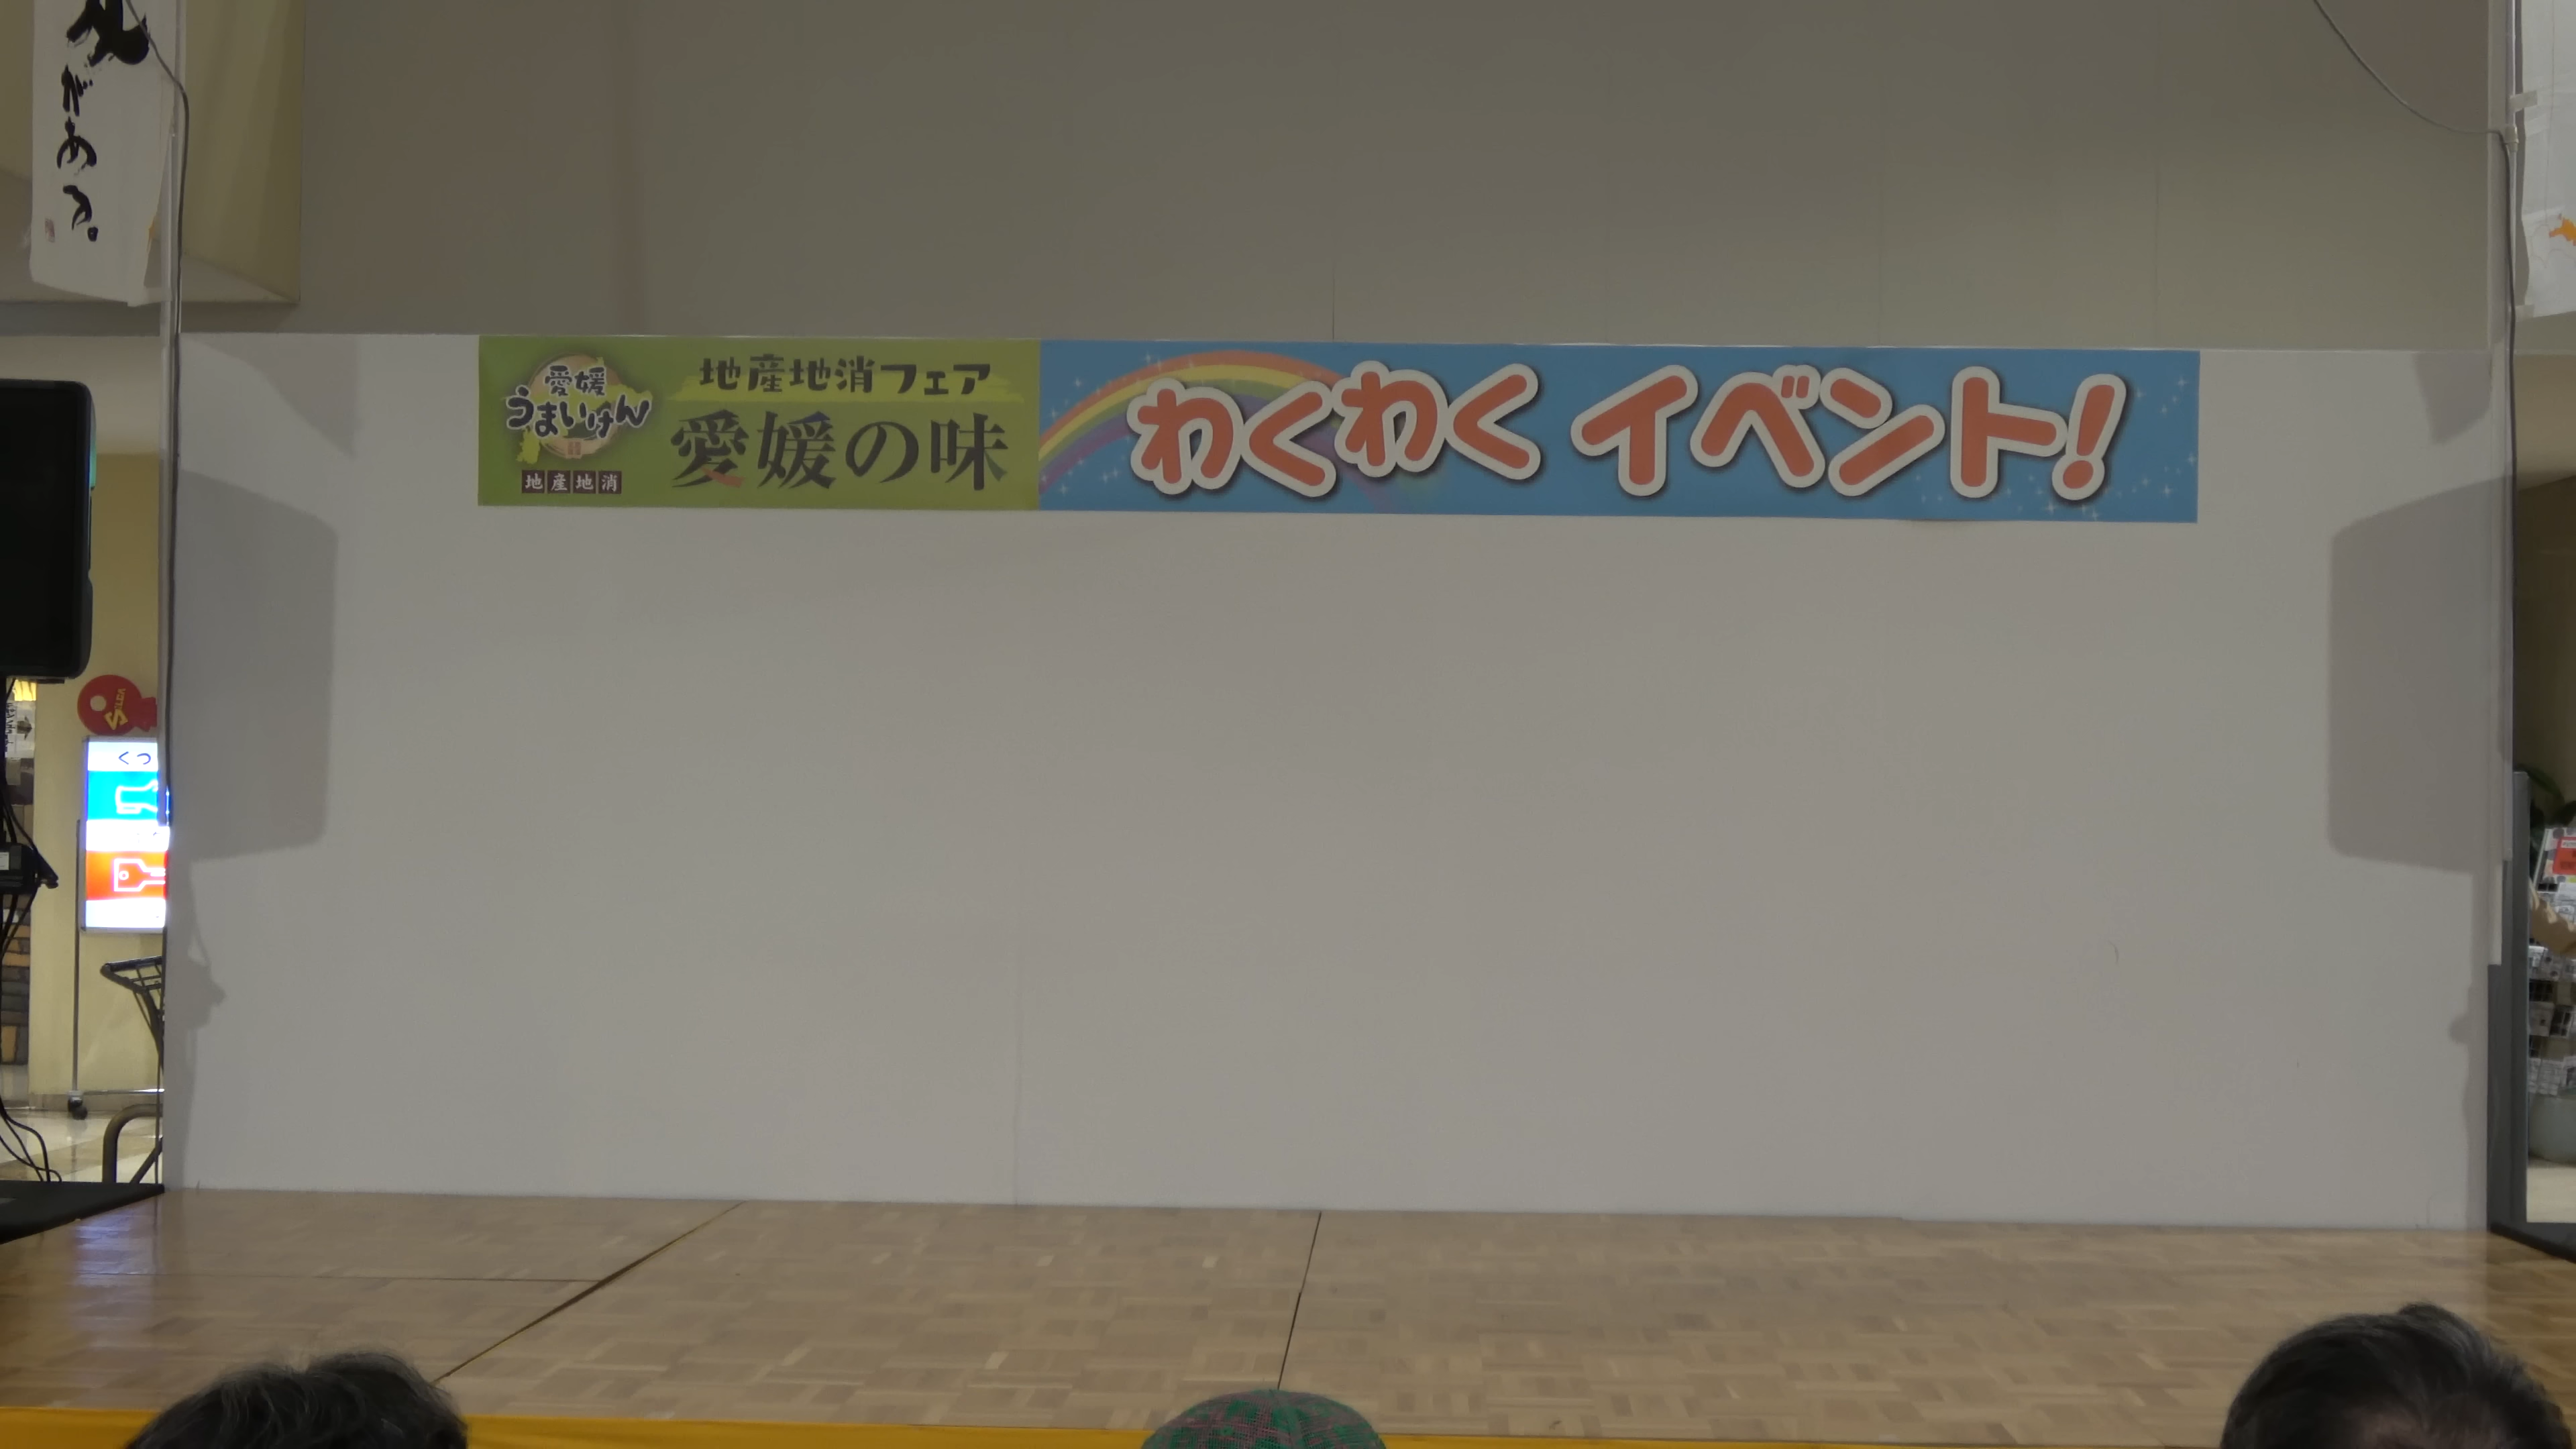 がある。
愛媛
うまいけん
地産地消
地産地消フェア
愛媛の味
わくわくイベント!
くつ